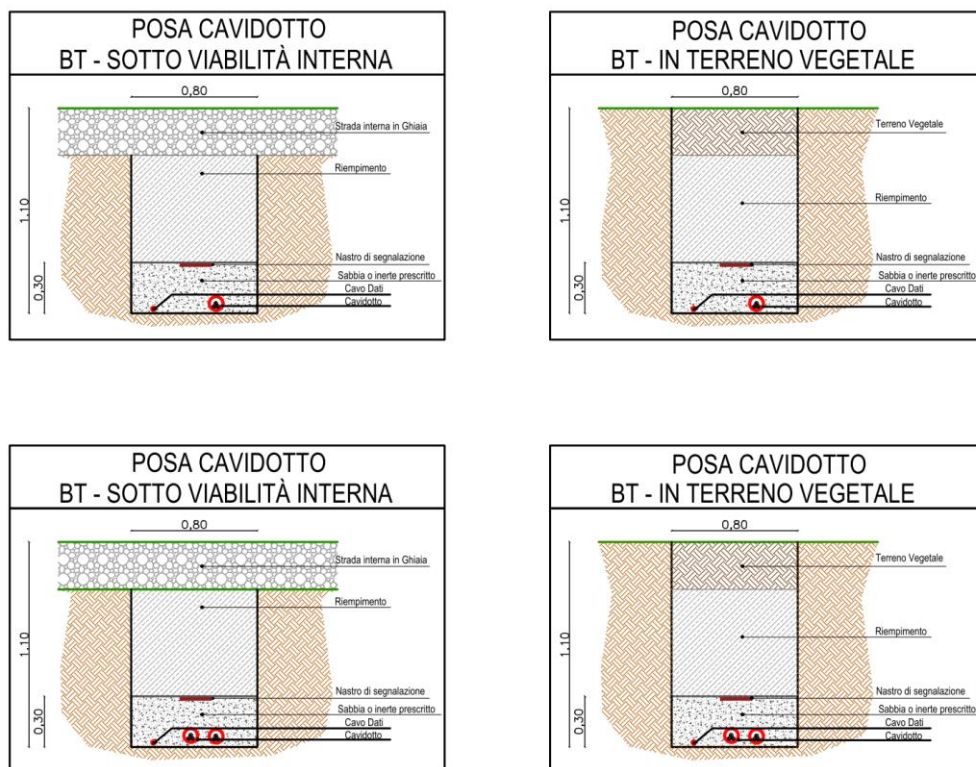 POSA CAVIDOTTO
BT - SOTTO VIABILITÀ INTERNA
0,80
Strada interna in Ghiaia
Riempimento
1,10
Nastro di segnalazione
0,30
Sabbia o inerte prescritto
Cavo Dati
Cavidotto
POSA CAVIDOTTO
BT - IN TERRENO VEGETALE
0,80
Terreno Vegetale
Riempimento
1,10
Nastro di segnalazione
0,30
Sabbia o inerte prescritto
Cavo Dati
Cavidotto
POSA CAVIDOTTO
BT - SOTTO VIABILITÀ INTERNA
0,80
Strada interna in Ghiaia
Riempimento
1,10
Nastro di segnalazione
0,30
Sabbia o inerte prescritto
Cavo Dati
Cavidotto
POSA CAVIDOTTO
BT - IN TERRENO VEGETALE
0,80
Terreno Vegetale
Riempimento
1,10
Nastro di segnalazione
0,30
Sabbia o inerte prescritto
Cavo Dati
Cavidotto